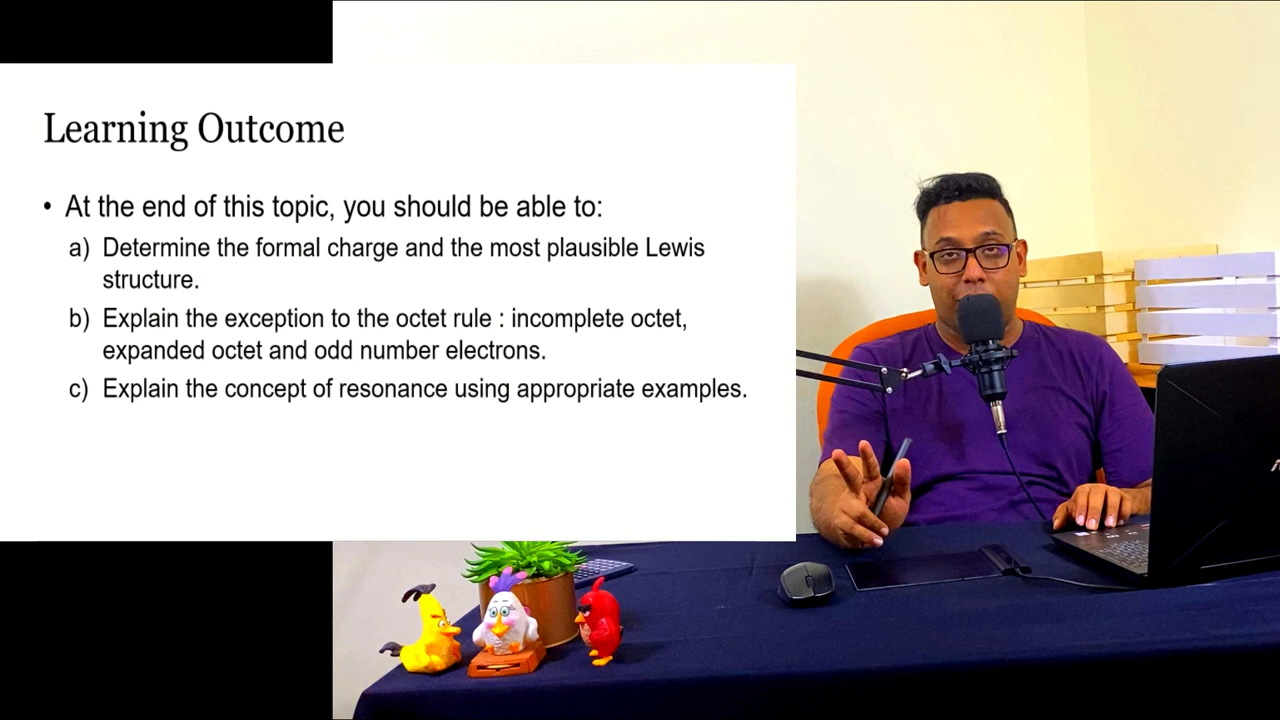 Learning Outcome
• At the end of this topic, you should be able to:
a) Determine the formal charge and the most plausible Lewis
structure.
b) Explain the exception to the octet rule : incomplete octet,
expanded octet and odd number electrons.
c) Explain the concept of resonance using appropriate examples.